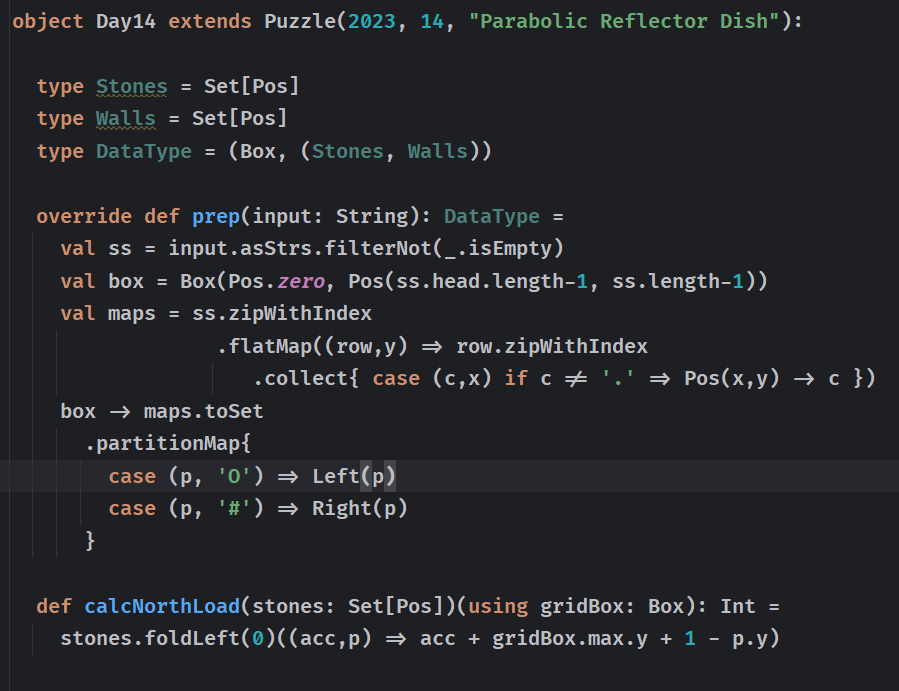 object Day14 extends Puzzle(2023, 14, "Parabolic Reflector Dish"):
type Stones = Set[Pos]
type Walls = Set[Pos]
type DataType = (Box, (Stones, Walls))
override def prep(input: String): DataType =
val ss = input.asStrs.filterNot(_.isEmpty)
val box = Box(Pos.zero, Pos(ss.head.length-1, ss.length-1))
val maps = ss.zipWithIndex
.flatMap((row,y) => row.zipWithIndex
.collect{ case (c,x) if c != '.' => Pos(x,y) -> c })
box -> maps.toSet
.partitionMap{
case (p, 'O') => Left(p)
case (p, '#') => Right(p)
}
def calcNorthLoad(stones: Set[Pos])(using gridBox: Box): Int =
stones.foldLeft(0)((acc,p) => acc + gridBox.max.y + 1 - p.y)